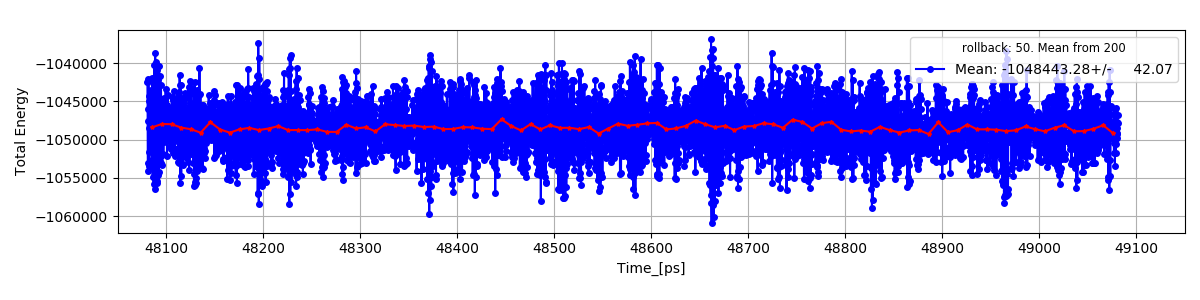 rollback: 50. Mean from 200
Mean: -1048443.28+/- 42.07
Total Energy
−1040000
−1045000
−1050000
−1055000
−1060000
48100 48200 48300 48400 48500 48600 48700 48800 48900 49000 49100
Time_[ps]